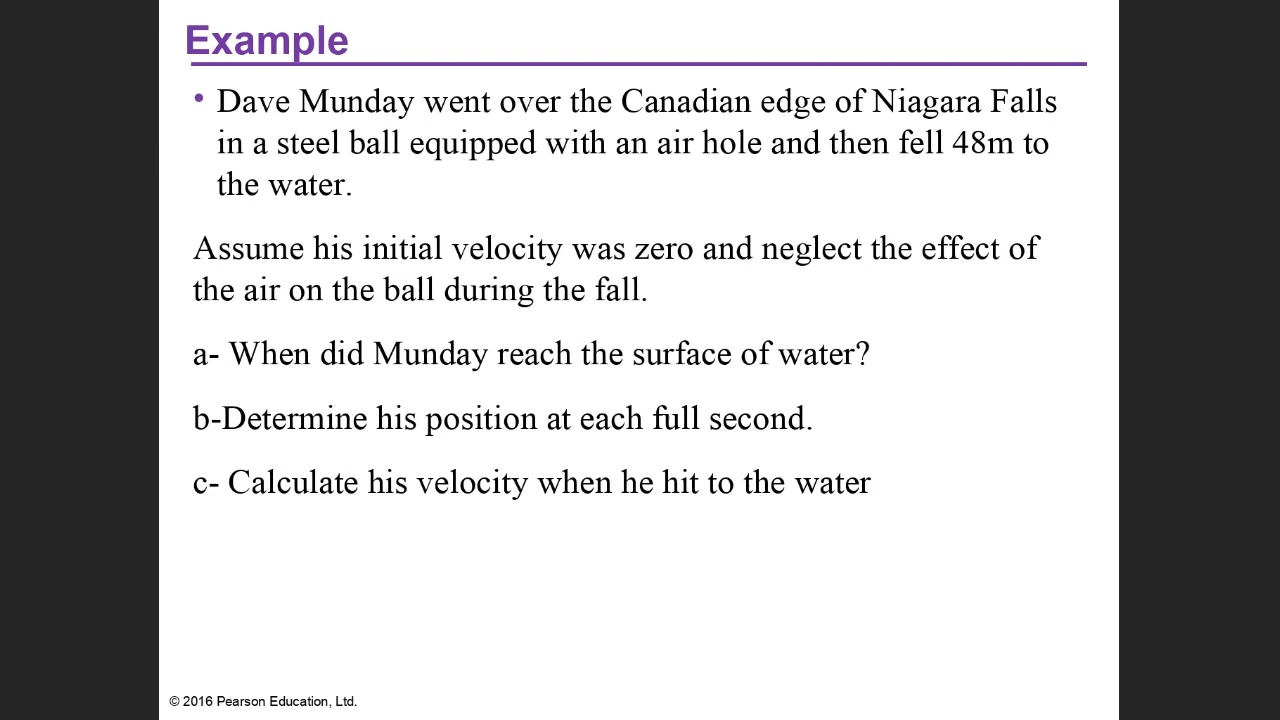 Example
• Dave Munday went over the Canadian edge of Niagara Falls
in a steel ball equipped with an air hole and then fell 48m to
the water.
Assume his initial velocity was zero and neglect the effect of
the air on the ball during the fall.
a- When did Munday reach the surface of water?
b-Determine his position at each full second.
c- Calculate his velocity when he hit to the water
© 2016 Pearson Education, Ltd.